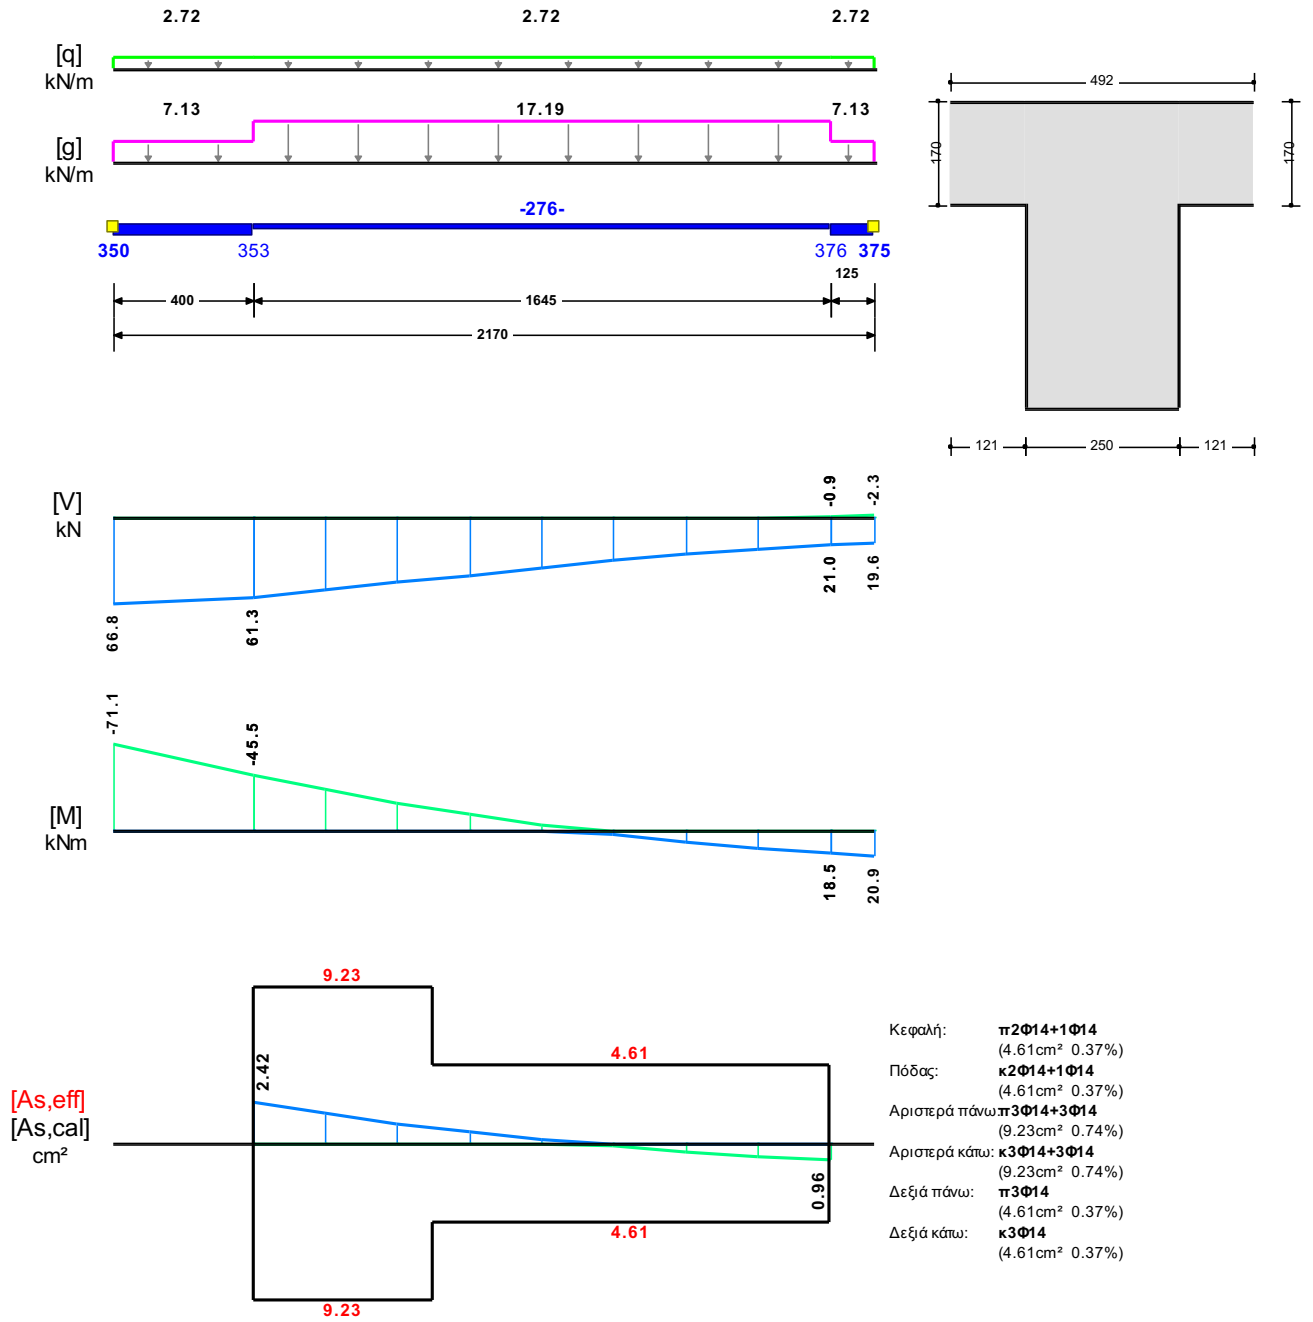 2.72 2.72 2.72
[q]
kN/m
7.13 17.19 7.13
[g]
kN/m
-276-
350 353 376 375
125
400 1645
2170
492
170 170
121 250 121
[V]
kN
-0.9 -2.3
66.8 61.3 21.0 19.6
[M]
kNm
-71.1 -45.5
18.5 20.9
9.23
4.61
2.42
[As,eff]
[As,cal]
cm²
0.96
4.61
9.23
Κεφαλή: π2Φ14+1Φ14
(4.61cm² 0.37%)
Πόδας: κ2Φ14+1Φ14
(4.61cm² 0.37%)
Αριστερά πάνω: π3Φ14+3Φ14
(9.23cm² 0.74%)
Αριστερά κάτω: κ3Φ14+3Φ14
(9.23cm² 0.74%)
Δεξιά πάνω: π3Φ14
(4.61cm² 0.37%)
Δεξιά κάτω: κ3Φ14
(4.61cm² 0.37%)